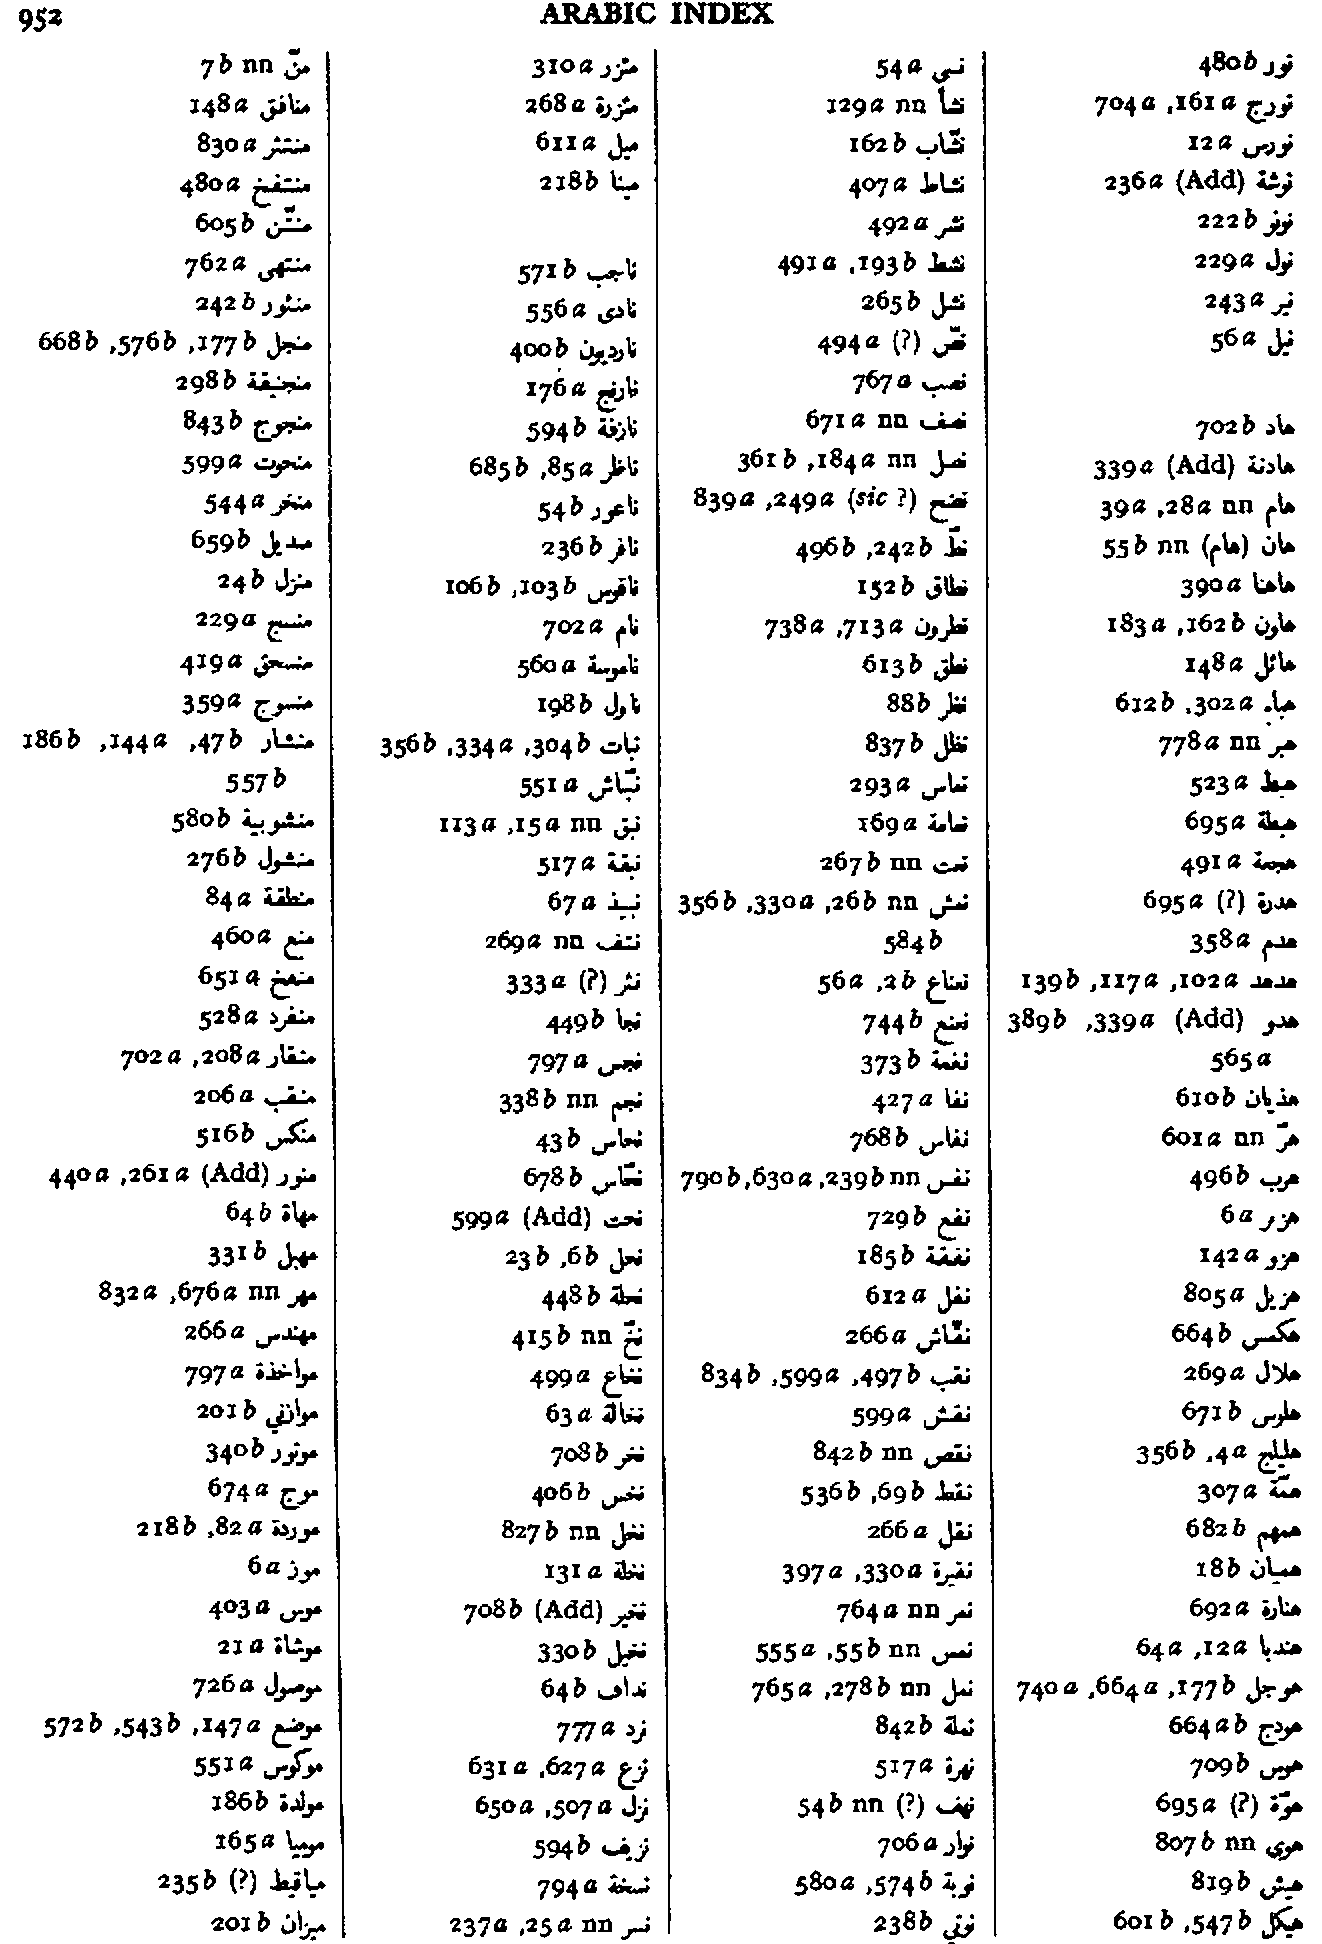 952 ARABIC INDEX
منّ 7b nn
منافق 148a
منتثر 830a
منتفخ 480a
منتّن 605b
منتهى 762a
منثور 242b
منجل 177b, 576b, 668b
منجنيقة 298b
منجوج 843b
منحوت 599a
منخر 544a
منديل 659b
منزل 24b
منسج 229a
منسحق 419a
منسوج 359a
منشار 47b, 144a, 186b
557b
منشوبية 580b
منشول 276b
منطقة 84a
منع 460a
منفخ 651a
منفرد 528a
منقار 208a, 702a
منقب 206a
منكس 516b
منور 261a (Add), 440a
مهاة 64b
مهبل 331b
مهر 676a nn, 832a
مهندس 266a
مواخذة 797a
موازني 201b
موتور 340b
موج 674a
موردة 82a, 218b
موز 6a
موس 403a
موشاة 21a
موصول 726a
موضع 147a, 543b, 572b
موكوس 551a
مولدة 186b
موميا 165a
مياقيط 235b (?)
ميزان 201b
مئزر 310a
مئزرة 268a
ميل 611a
مينا 218b
ناجب 571b
نادى 556a
نارديون 400b
نارنج 176a
نازفة 594b
ناظر 85a, 685b
ناعور 54b
نافر 236b
ناقوس 103b, 106b
نام 702a
ناموسة 560a
ناول 198b
نبات 304b, 334a, 356b
نبّاش 551a
نبق 15a nn, 113a
نبقة 517a
نبيذ 67a
نتف 269a nn
نثر 333a (?)
نجا 449b
نجس 797a
نجم 338b nn
نحاس 43b
نحّاس 678b
نحت 599a (Add)
نحل 6b, 23b
نحلة 448b
نخّ 415b nn
نخاع 499a
نخالة 63a
نخر 708b
نخس 406b
نخل 827b nn
نخلة 131a
نخير 708b (Add)
نخيل 330b
نداف 64b
نرد 777a
نزع 627a, 631a
نزل 507a, 650a
نزيف 594b
نسخة 794a
نسر 25a nn, 237a
نسي 54a
نشأ 129a nn
نشّاب 162b
نشاط 407a
نشر 492a
نشط 193b, 491a
نشل 265b
نصّ 494a (?)
نصب 767a
نصف 671a nn
نصل 184a nn, 361b
نضج 249a (sic ?), 839a
نطّ 242b, 496b
نطاق 152b
نطرون 713a, 738a
نطق 613b
نظر 88b
نظل 837b
نعاس 293a
نعامة 169a
نعت 267b nn
نعش 26b nn, 330a, 356b
584b
نعناع 2b, 56a
نعنع 744b
نغمة 373b
نفا 427a
نفاس 768b
نفس 239b nn, 630a, 790b
نفع 729b
نفقة 185b
نفل 612a
نقّاش 266a
نقب 497b, 599a, 834b
نقش 599a
نقص 842b nn
نقط 69b, 536b
نقل 266a
نقيرة 330a, 397a
نمر 764a nn
نمس 55b nn, 555a
نمل 278b nn, 765a
نملة 842b
نهرة 517a
نهف 54b nn (?)
نوار 706a
نوبة 574b, 580a
نوتي 238b
نور 480b
نورج 161a, 704a
نورس 12a
نوشة 236a (Add)
نونو 222b
نول 229a
نير 243a
نيل 56a
هاد 702b
هادنة 339a (Add)
هام 28a nn, 39a
هان (هام) 55b nn
هاهنا 390a
هاون 162b, 183a
هائل 148a
هباء 302a, 612b
هبر 778a nn
هبط 523a
هبطة 695a
هجعة 491a
هدرة 695a (?)
هدم 358a
هدهد 102a, 117a, 139b
هدو 339a (Add), 389b
565a
هذيان 610b
هرّ 601a nn
هرب 496b
هزر 6a
هزو 142a
هزيل 805a
هكس 664b
هلال 269a
هلوس 671b
هليلج 4a, 356b
همّة 307a
همهم 682b
هميان 18b
هنارة 692a
هندبا 12a, 64a
هوجل 177b, 664a, 740a
هودج 664ab
هوس 709b
هوّة 695a (?)
هوي 807b nn
هيش 819b
هيكل 547b, 601b